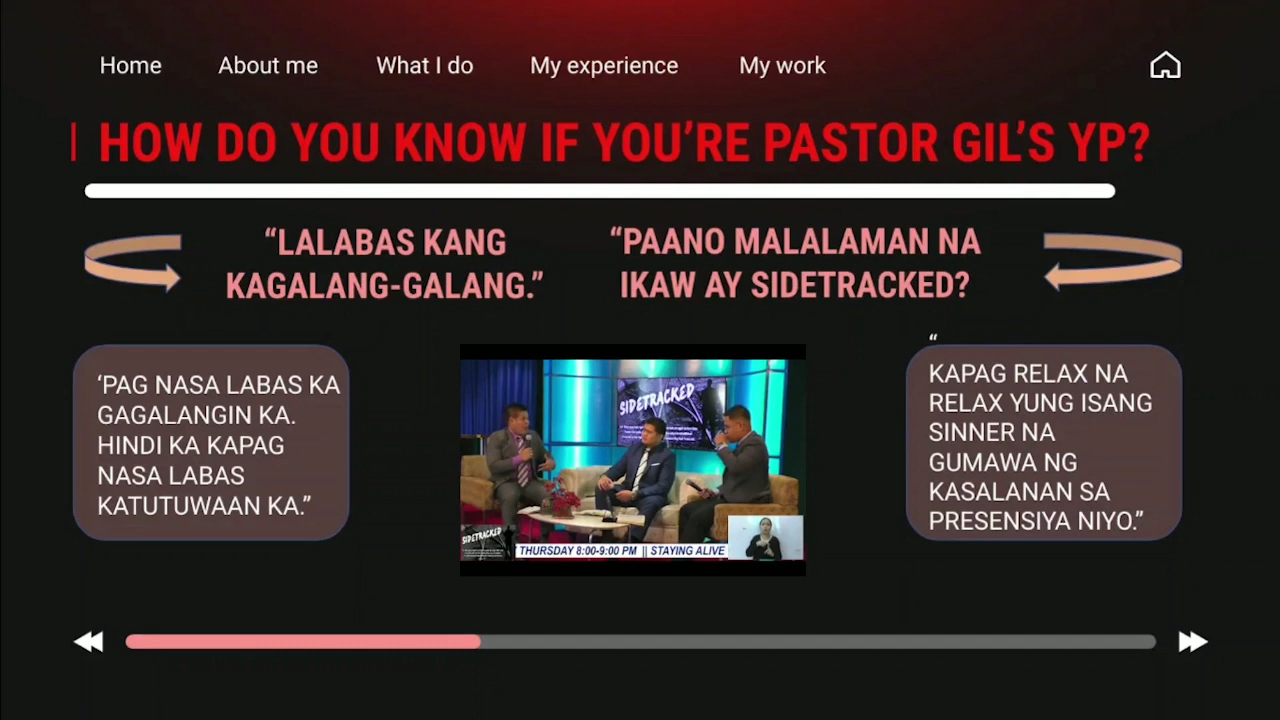 Home About me What I do My experience My work
HOW DO YOU KNOW IF YOU’RE PASTOR GIL’S YP?
“LALABAS KANG
KAGALANG-GALANG.”
“PAANO MALALAMAN NA
IKAW AY SIDETRACKED?
‘PAG NASA LABAS KA
GAGALANGIN KA.
HINDI KA KAPAG
NASA LABAS
KATUTUWAAN KA.”
SIDETRACKED
SIDETRACKED
THURSDAY 8:00-9:00 PM || STAYING ALIVE
“
KAPAG RELAX NA
RELAX YUNG ISANG
SINNER NA
GUMAWA NG
KASALANAN SA
PRESENSIYA NIYO.”